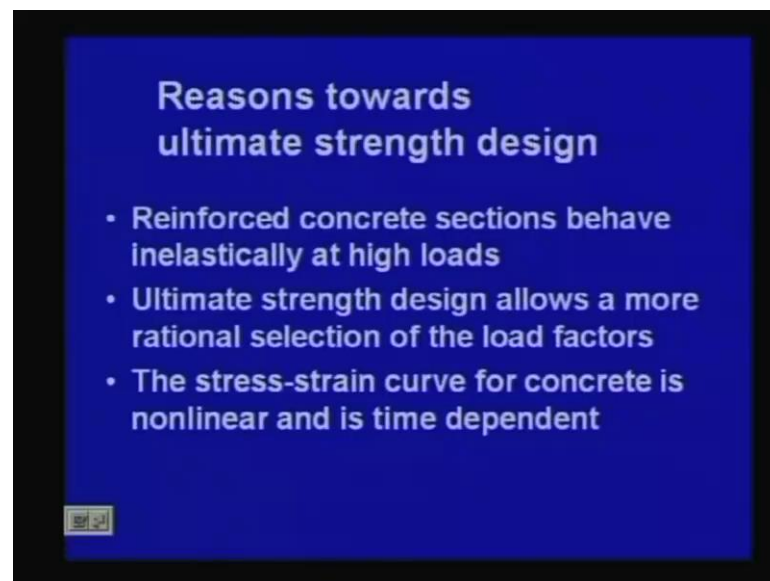 Reasons towards
ultimate strength design
• Reinforced concrete sections behave
inelastically at high loads
• Ultimate strength design allows a more
rational selection of the load factors
• The stress-strain curve for concrete is
nonlinear and is time dependent